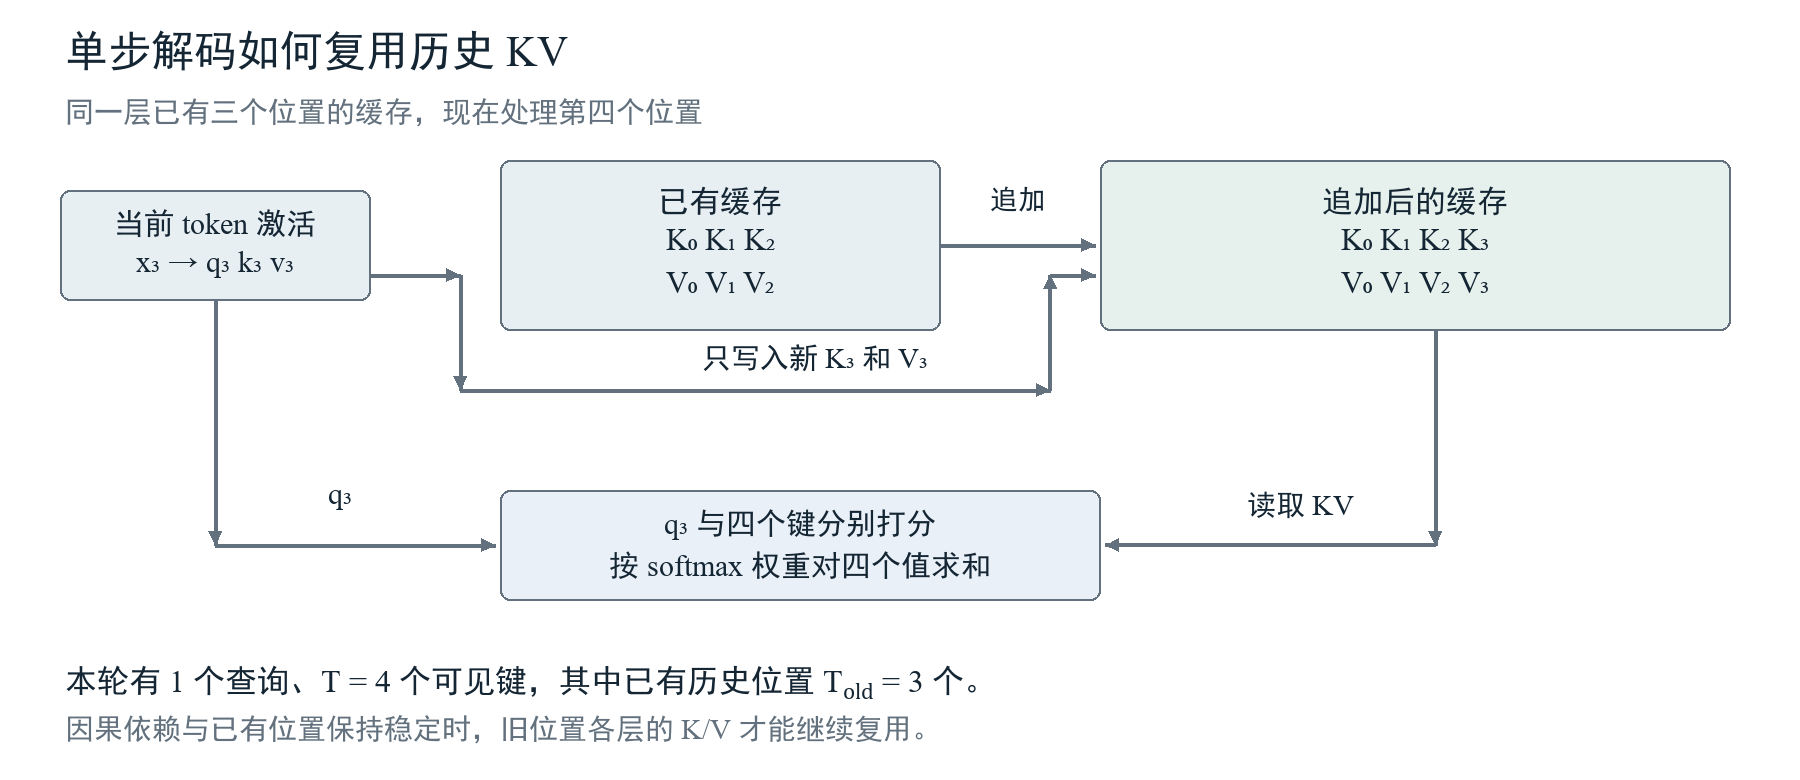 单步解码如何复用历史 KV
同一层已有三个位置的缓存，现在处理第四个位置
当前 token 激活
x₃ → q₃ k₃ v₃
已有缓存
K₀ K₁ K₂
V₀ V₁ V₂
追加
追加后的缓存
K₀ K₁ K₂ K₃
V₀ V₁ V₂ V₃
只写入新 K₃ 和 V₃
q₃
q₃ 与四个键分别打分
按 softmax 权重对四个值求和
读取 KV
本轮有 1 个查询、T = 4 个可见键，其中已有历史位置 T_old = 3 个。
因果依赖与已有位置保持稳定时，旧位置各层的 K/V 才能继续复用。